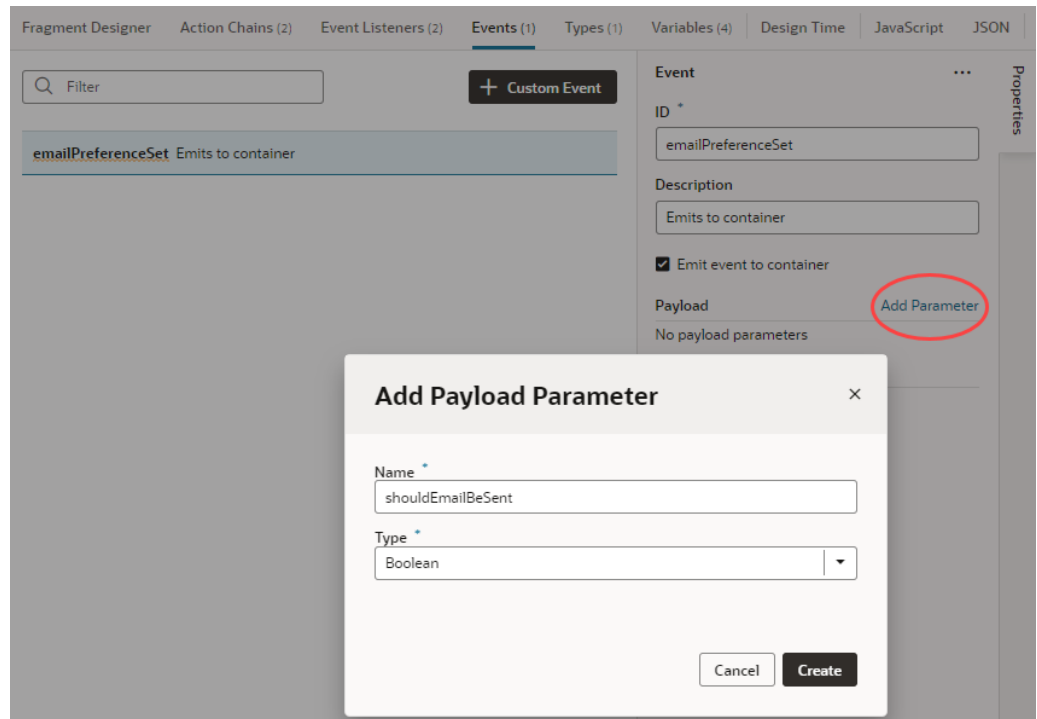 Fragment Designer Action Chains (2) Event Listeners (2) Events (1) Types (1) Variables (4) Design Time JavaScript JSON
Filter
+ Custom Event
emailPreferenceSet Emits to container
Event ...
Properties
ID *
emailPreferenceSet
Description
Emits to container
Emit event to container
Payload Add Parameter
No payload parameters
Add Payload Parameter ×
Name *
shouldEmailBeSent
Type *
Boolean
Cancel Create